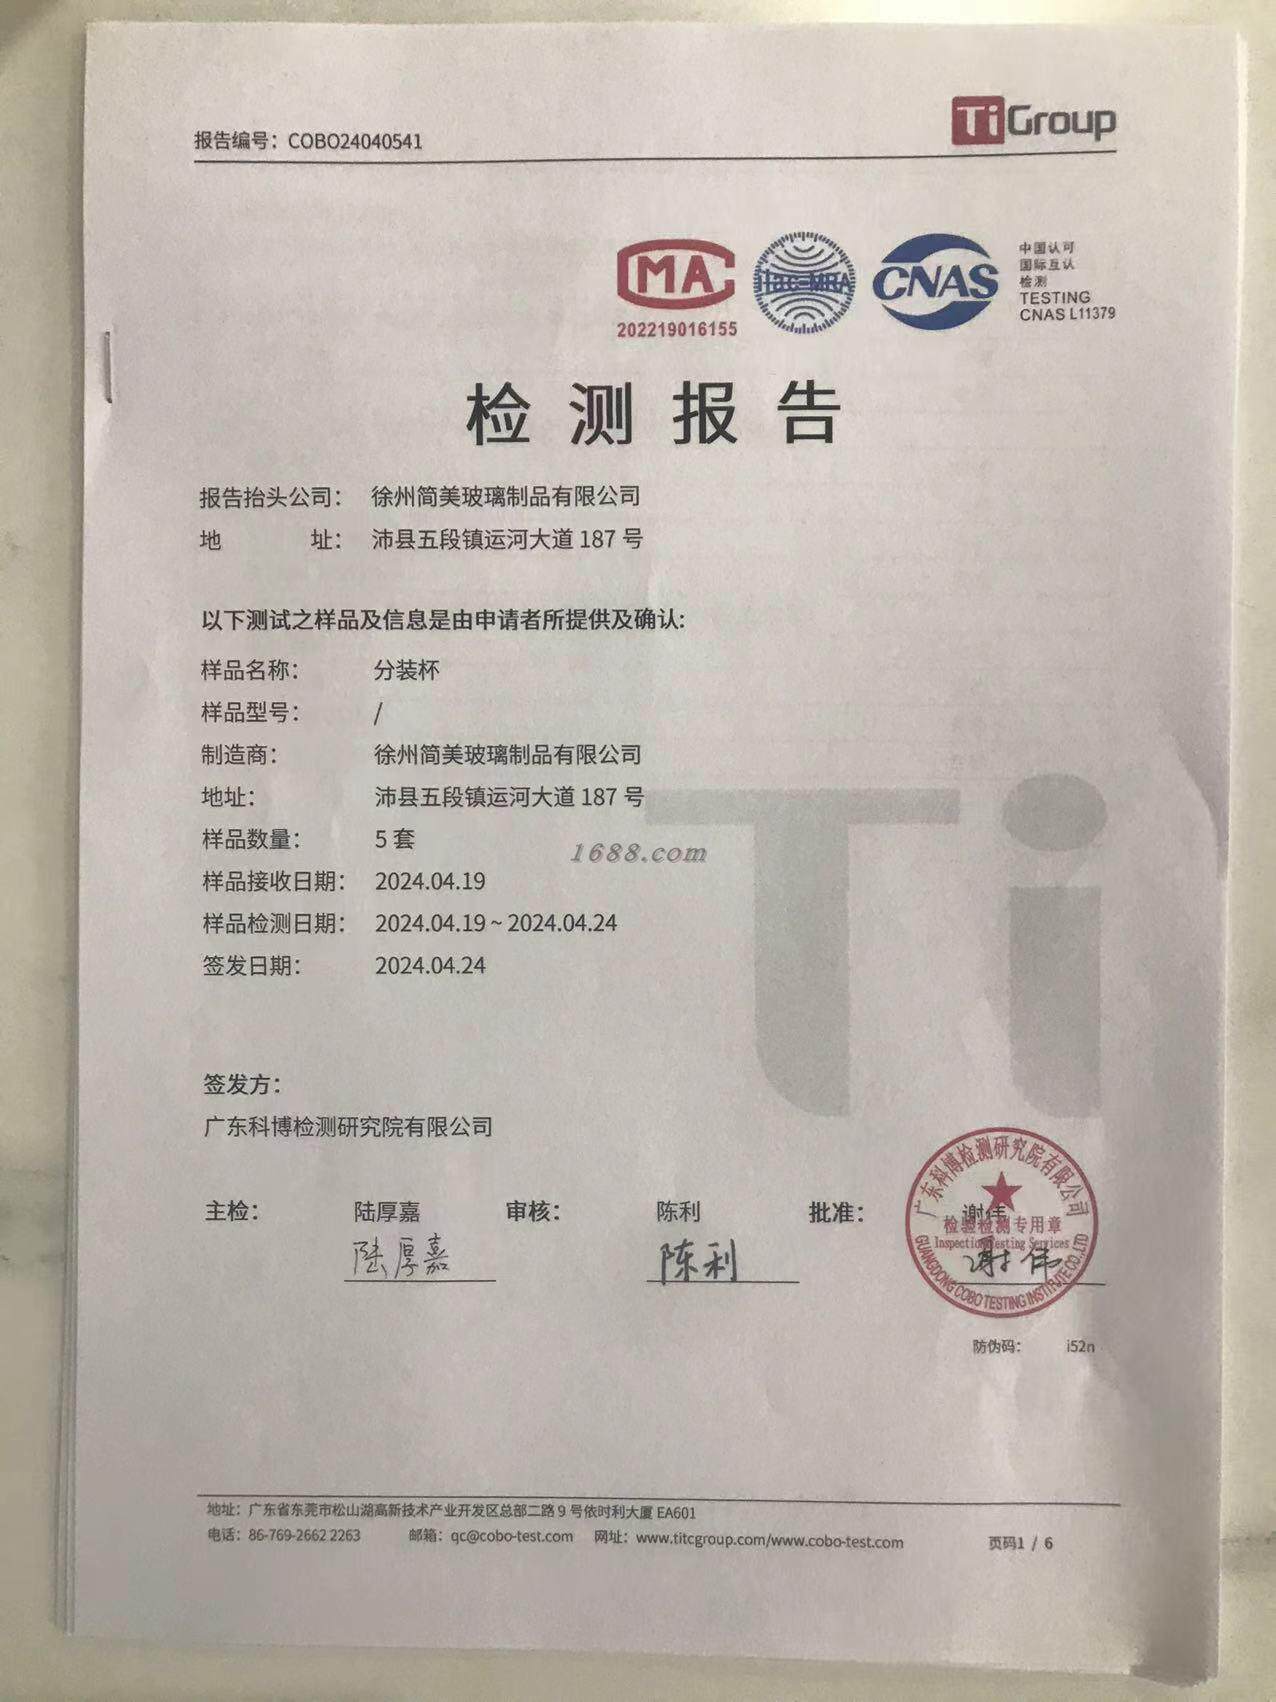 报告编号：COBO24040541
TiGroup
MA
202219016155
ilac-MRA
CNAS
中国认可
国际互认
检测
TESTING
CNAS L11379
检测报告
报告抬头公司： 徐州简美玻璃制品有限公司
地 址： 沛县五段镇运河大道 187 号
以下测试之样品及信息是由申请者所提供及确认:
样品名称： 分装杯
样品型号： /
制造商： 徐州简美玻璃制品有限公司
地址： 沛县五段镇运河大道 187 号
样品数量： 5 套
1688.com
样品接收日期： 2024.04.19
样品检测日期： 2024.04.19 ~ 2024.04.24
签发日期： 2024.04.24
Ti
签发方：
广东科博检测研究院有限公司
主检： 陆厚嘉 审核： 陈利 批准： 谢伟
陆厚嘉 陈利 谢伟
广东科博检测研究院有限公司
检验检测专用章
Inspection Testing Services
GUANGDONG COBO TESTING INSTITUTE CO.,LTD
防伪码： i52n
地址：广东省东莞市松山湖高新技术产业开发区总部二路 9 号依时利大厦 EA601
电话：86-769-2662 2263 邮箱：qc@cobo-test.com 网址：www.titcgroup.com/www.cobo-test.com 页码1 / 6